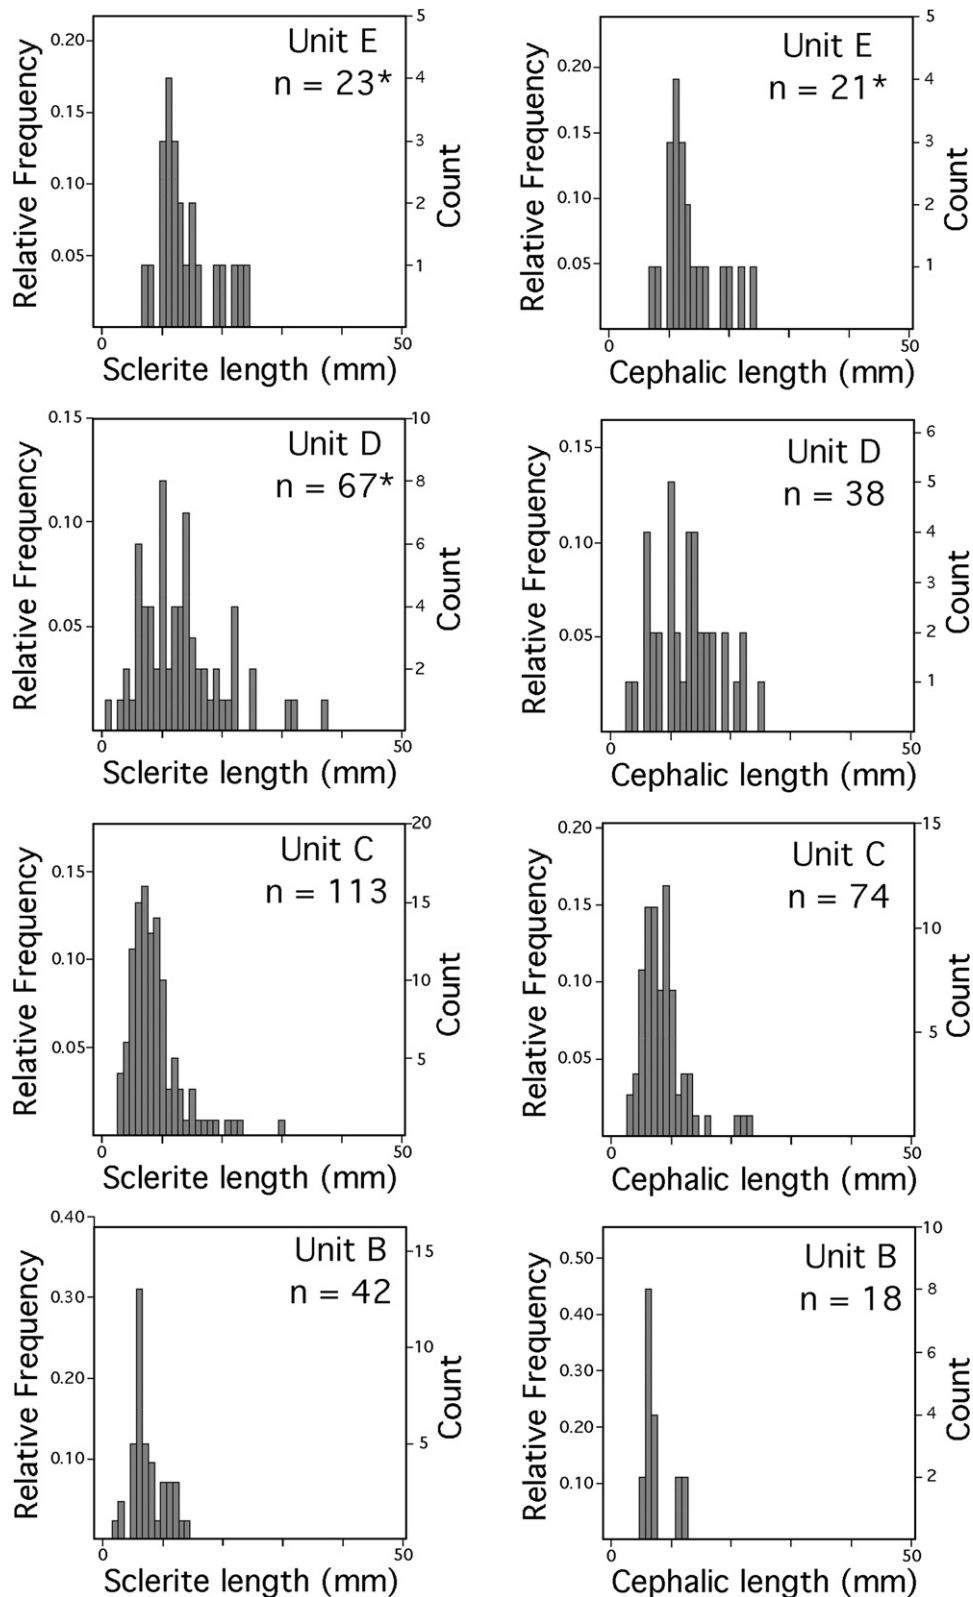 Unit E
n = 23*
Relative Frequency
0.20
0.15
0.10
0.05
5
4
3
2
1
Count
0
50
Sclerite length (mm)
Unit E
n = 21*
Relative Frequency
0.20
0.15
0.10
0.05
5
4
3
2
1
Count
0
50
Cephalic length (mm)
Unit D
n = 67*
Relative Frequency
0.15
0.10
0.05
10
8
6
4
2
Count
0
50
Sclerite length (mm)
Unit D
n = 38
Relative Frequency
0.15
0.10
0.05
6
5
4
3
2
1
Count
0
50
Cephalic length (mm)
Unit C
n = 113
Relative Frequency
0.15
0.10
0.05
20
15
10
5
Count
0
50
Sclerite length (mm)
Unit C
n = 74
Relative Frequency
0.20
0.15
0.10
0.05
15
10
5
Count
0
50
Cephalic length (mm)
Unit B
n = 42
Relative Frequency
0.40
0.30
0.20
0.10
15
10
5
Count
0
50
Sclerite length (mm)
Unit B
n = 18
Relative Frequency
0.50
0.40
0.30
0.20
0.10
10
8
6
4
2
Count
0
50
Cephalic length (mm)